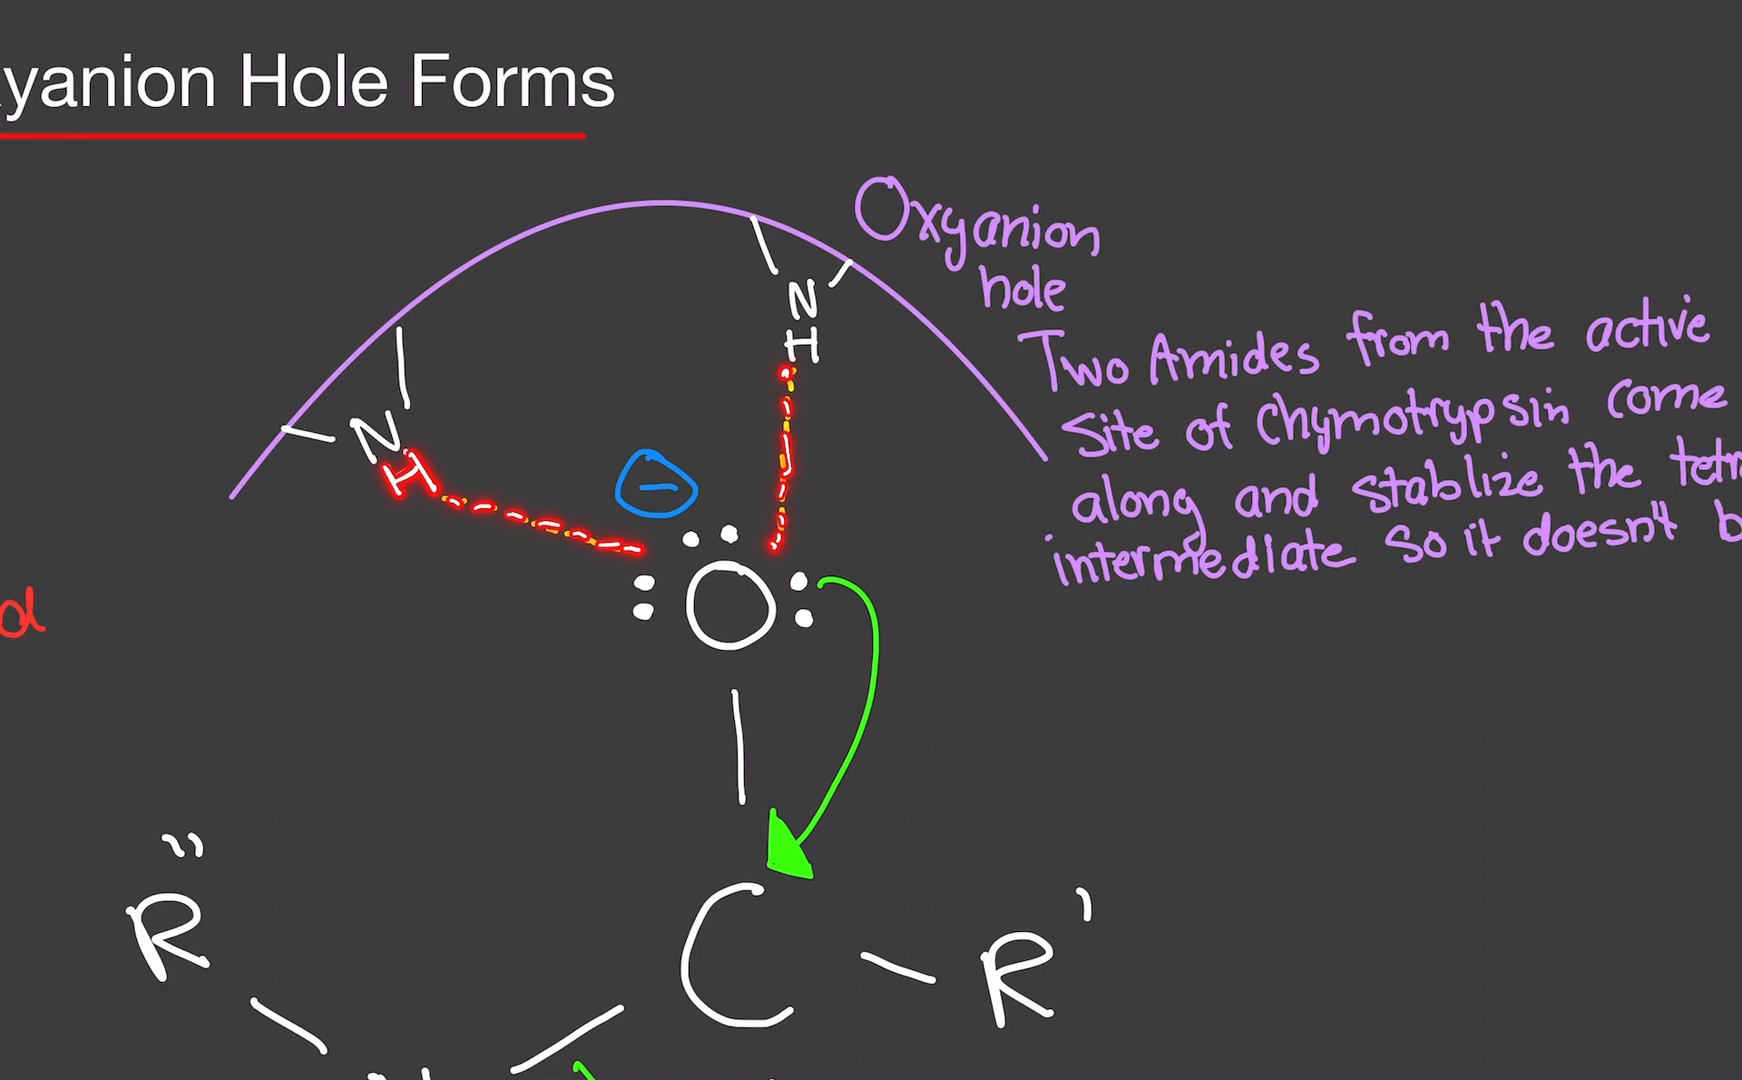 yanion Hole Forms
Oxyanion
hole
Two Amides from the active
Site of Chymotrypsin come
along and stablize the tetr
intermediate so it doesn't b
N
H
N
H
−
O
"
R
C
'
R